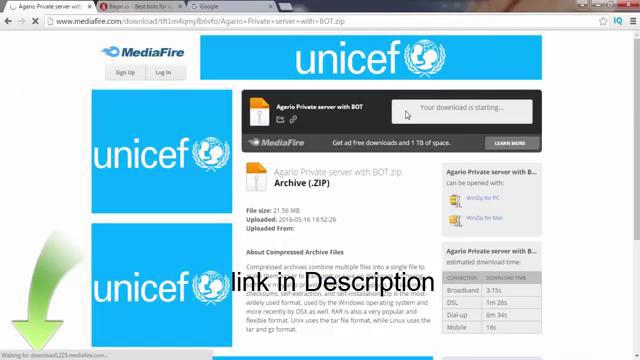 Agario Private server with
Bagar.io - Best bots for
Google
www.mediafire.com/download/tft1m4qmyfb6vfo/Agario Private+server+with+BOT.zip
MediaFire
Sign Up
Log In
unicef
Agario Private server with BOT
Your download is starting...
MediaFire
Get ad free downloads and 1 TB of space.
LEARN MORE
unicef
Agario Private server with BOT.zip
Archive (.ZIP)
File size: 21.56 MB
Uploaded: 2016-05-16 19:52:26
Uploaded From:
Agario Private server with B...
can be opened with:
WinZip for PC
WinZip for Mac
About Compressed Archive Files
Compressed archives combine multiple files into a single file to
link in Description
checksums, self-extraction, and self-installation. Zip is the most-
widely used format, used by the Windows operating system and
more recently by OSX as well. RAR is also a very popular and
flexible format. Unix uses the tar file format, while Linux uses the
tar and gz format.
unicef
Agario Private server with B...
estimated download time:
CONNECTION DOWNLOAD TIME
Broadband 3.15s
DSL 1m 26s
Dial-up 6m 34s
Mobile 16s
Waiting for download1225.mediafire.com...